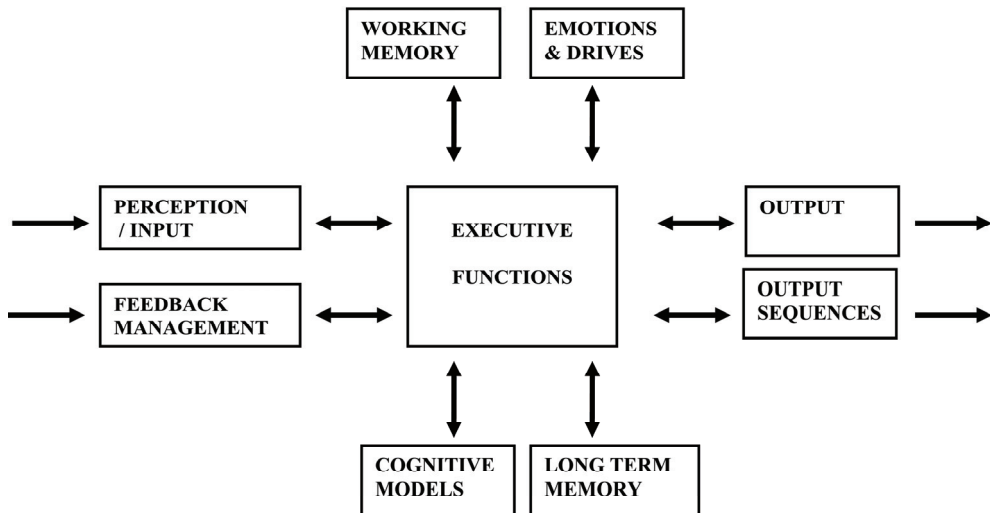 WORKING
MEMORY
EMOTIONS
& DRIVES
PERCEPTION
/ INPUT
EXECUTIVE
FUNCTIONS
OUTPUT
FEEDBACK
MANAGEMENT
OUTPUT
SEQUENCES
COGNITIVE
MODELS
LONG TERM
MEMORY